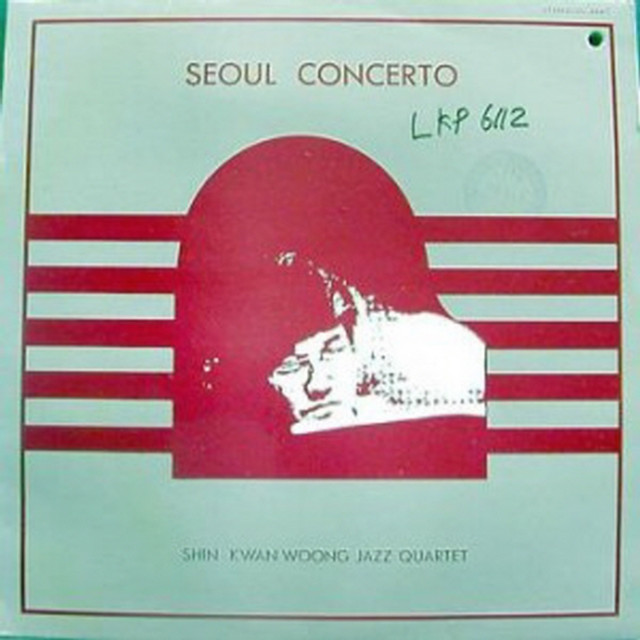 SEOUL CONCERTO
LKP 6112
SHIN KWAN WOONG JAZZ QUARTET